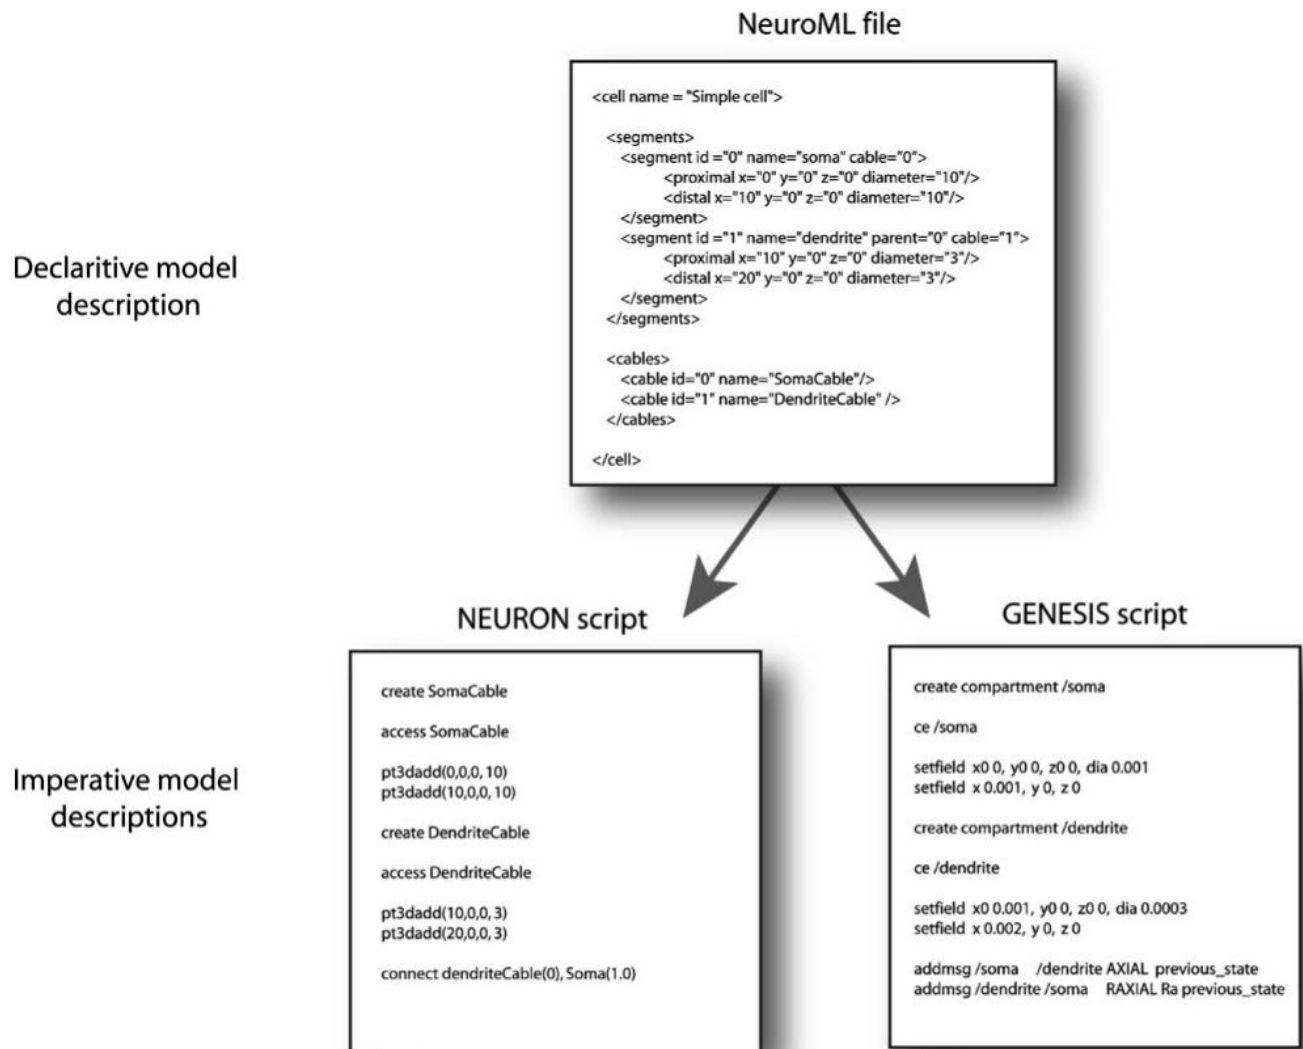 NeuroML file
<cell name = "Simple cell">
<segments>
<segment id ="0" name="soma" cable="0">
<proximal x="0" y="0" z="0" diameter="10"/>
<distal x="10" y="0" z="0" diameter="10"/>
</segment>
<segment id ="1" name="dendrite" parent="0" cable="1">
<proximal x="10" y="0" z="0" diameter="3"/>
<distal x="20" y="0" z="0" diameter="3"/>
</segment>
</segments>
<cables>
<cable id="0" name="SomaCable"/>
<cable id="1" name="DendriteCable" />
</cables>
</cell>
Declaritive model
description
NEURON script
create SomaCable
access SomaCable
pt3dadd(0,0,0, 10)
pt3dadd(10,0,0, 10)
create DendriteCable
access DendriteCable
pt3dadd(10,0,0, 3)
pt3dadd(20,0,0, 3)
connect dendriteCable(0), Soma(1.0)
GENESIS script
create compartment /soma
ce /soma
setfield x0 0, y0 0, z0 0, dia 0.001
setfield x 0.001, y 0, z 0
create compartment /dendrite
ce /dendrite
setfield x0 0.001, y0 0, z0 0, dia 0.0003
setfield x 0.002, y 0, z 0
addmsg /soma /dendrite AXIAL previous_state
addmsg /dendrite /soma RAXIAL Ra previous_state
Imperative model
descriptions